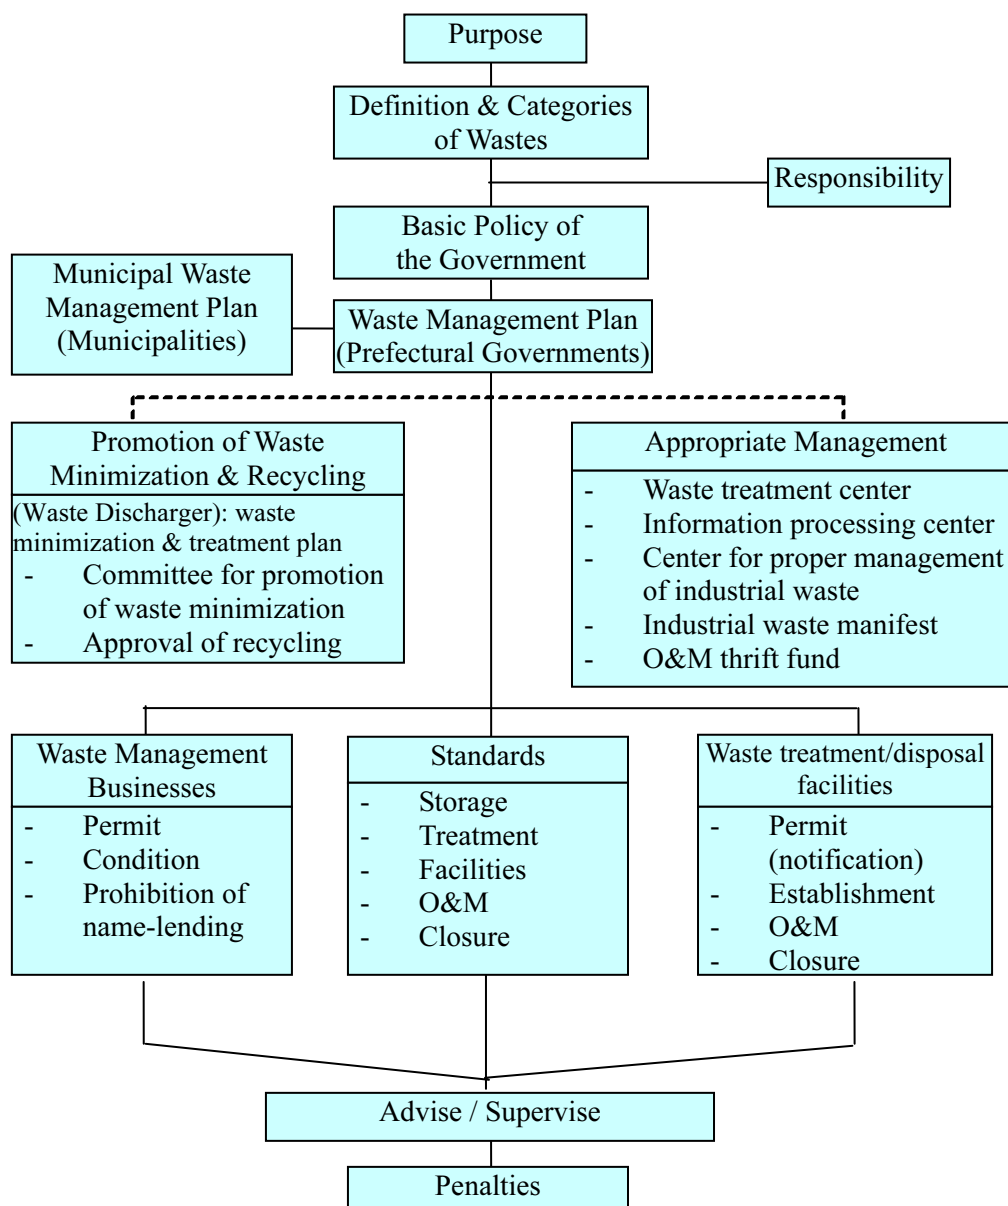 Purpose
Definition & Categories
of Wastes
Responsibility
Basic Policy of
the Government
Municipal Waste
Management Plan
(Municipalities)
Waste Management Plan
(Prefectural Governments)
Promotion of Waste
Minimization & Recycling
(Waste Discharger): waste
minimization & treatment plan
- Committee for promotion
of waste minimization
- Approval of recycling
Appropriate Management
- Waste treatment center
- Information processing center
- Center for proper management
of industrial waste
- Industrial waste manifest
- O&M thrift fund
Waste Management
Businesses
- Permit
- Condition
- Prohibition of
name-lending
Standards
- Storage
- Treatment
- Facilities
- O&M
- Closure
Waste treatment/disposal
facilities
- Permit
(notification)
- Establishment
- O&M
- Closure
Advise / Supervise
Penalties